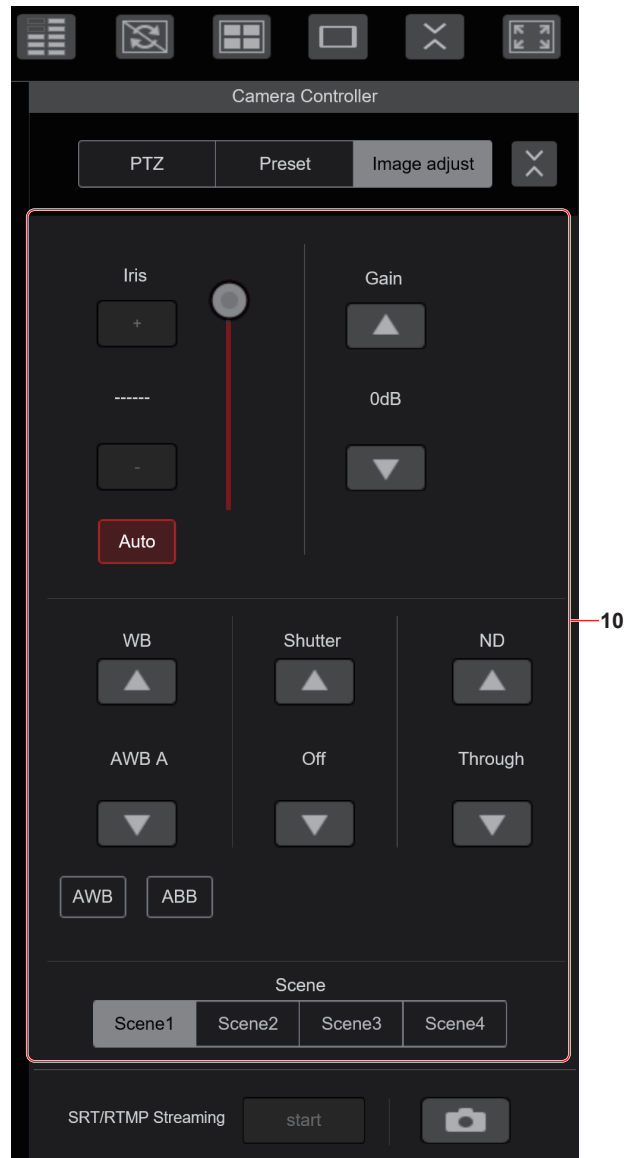 Camera Controller
PTZ Preset Image adjust
Iris Gain
+
------ 0dB
-
Auto
10
WB Shutter ND
AWB A Off Through
AWB ABB
Scene
Scene1 Scene2 Scene3 Scene4
SRT/RTMP Streaming start